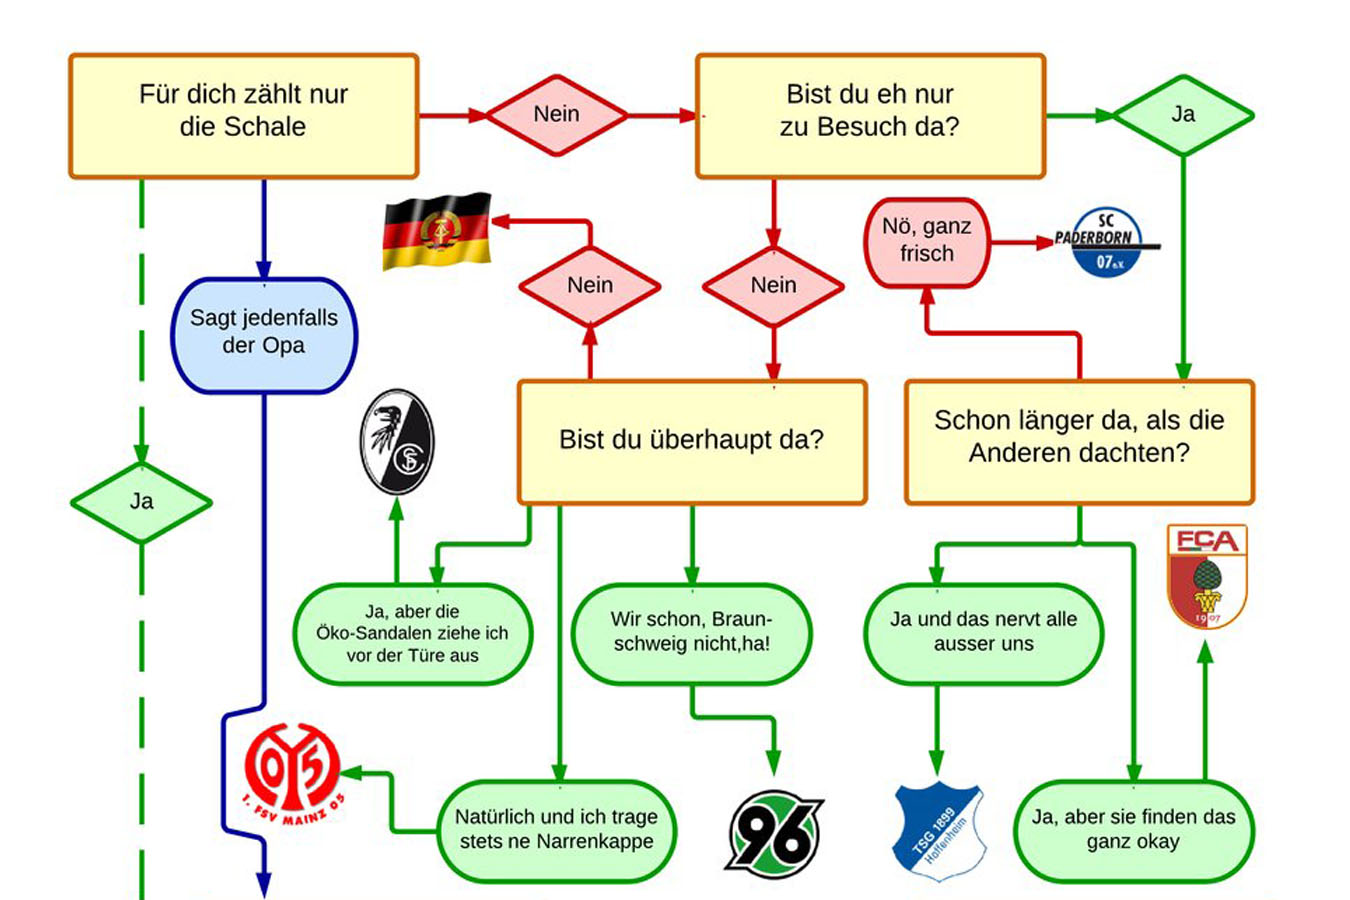 Für dich zählt nur
die Schale
Nein
Bist du eh nur
zu Besuch da?
Ja
Nö, ganz
frisch
SC
PADERBORN
07 e.V.
Nein
Nein
Sagt jedenfalls
der Opa
Bist du überhaupt da?
Schon länger da, als die
Anderen dachten?
SC
Ja
FCA
1907
Ja, aber die
Öko-Sandalen ziehe ich
vor der Türe aus
Wir schon, Braun-
schweig nicht,ha!
Ja und das nervt alle
ausser uns
05
1. FSV MAINZ 05
Natürlich und ich trage
stets ne Narrenkappe
96
TSG 1899
Hoffenheim
Ja, aber sie finden das
ganz okay